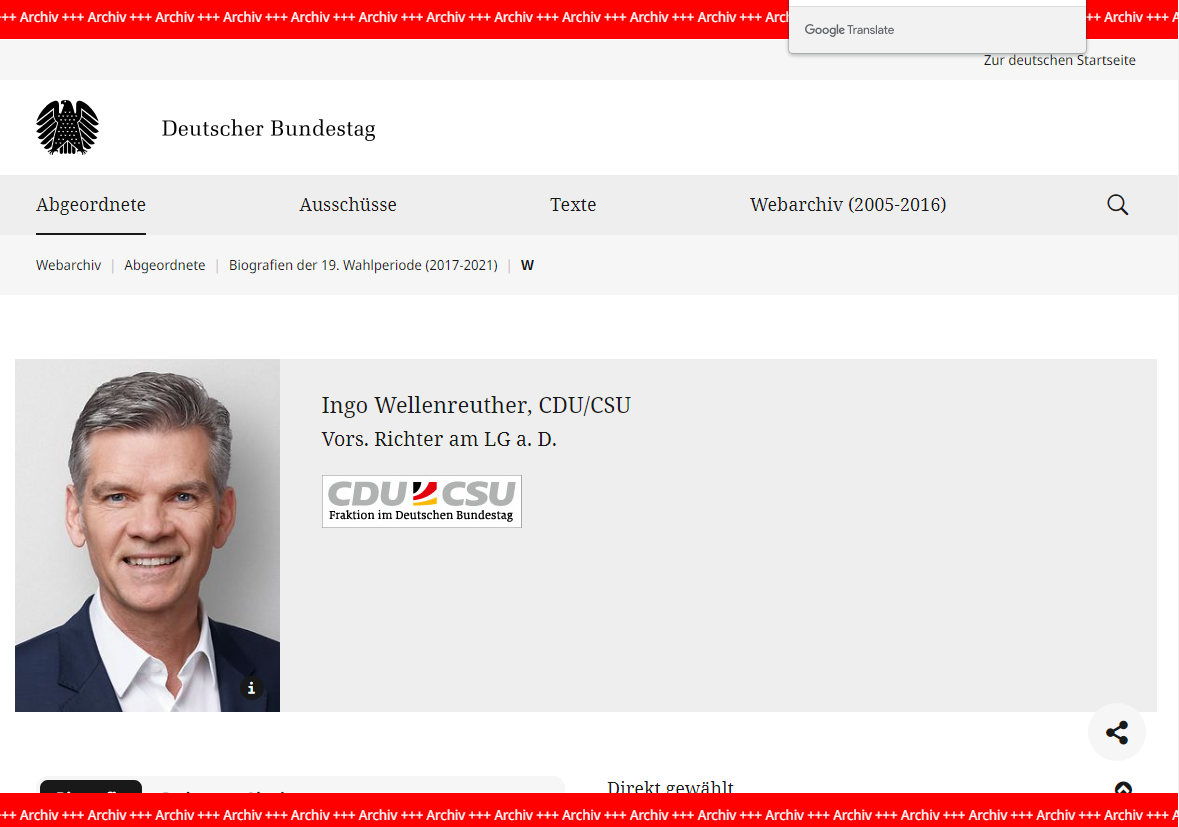 +++ Archiv +++ Archiv +++ Archiv +++ Archiv +++ Archiv +++ Archiv +++ Archiv +++ Archiv +++ Archiv +++ Archiv +++ Archiv +++ Archiv +++ Archiv +++
Google Translate
Zur deutschen Startseite
Deutscher Bundestag
Abgeordnete Ausschüsse Texte Webarchiv (2005-2016)
Webarchiv | Abgeordnete | Biografien der 19. Wahlperiode (2017-2021) | W
Ingo Wellenreuther, CDU/CSU
Vors. Richter am LG a. D.
CDU CSU
Fraktion im Deutschen Bundestag
i
Direkt gewählt
+++ Archiv +++ Archiv +++ Archiv +++ Archiv +++ Archiv +++ Archiv +++ Archiv +++ Archiv +++ Archiv +++ Archiv +++ Archiv +++ Archiv +++ Archiv +++ Archiv +++ Archiv +++ Archiv +++ Archiv +++